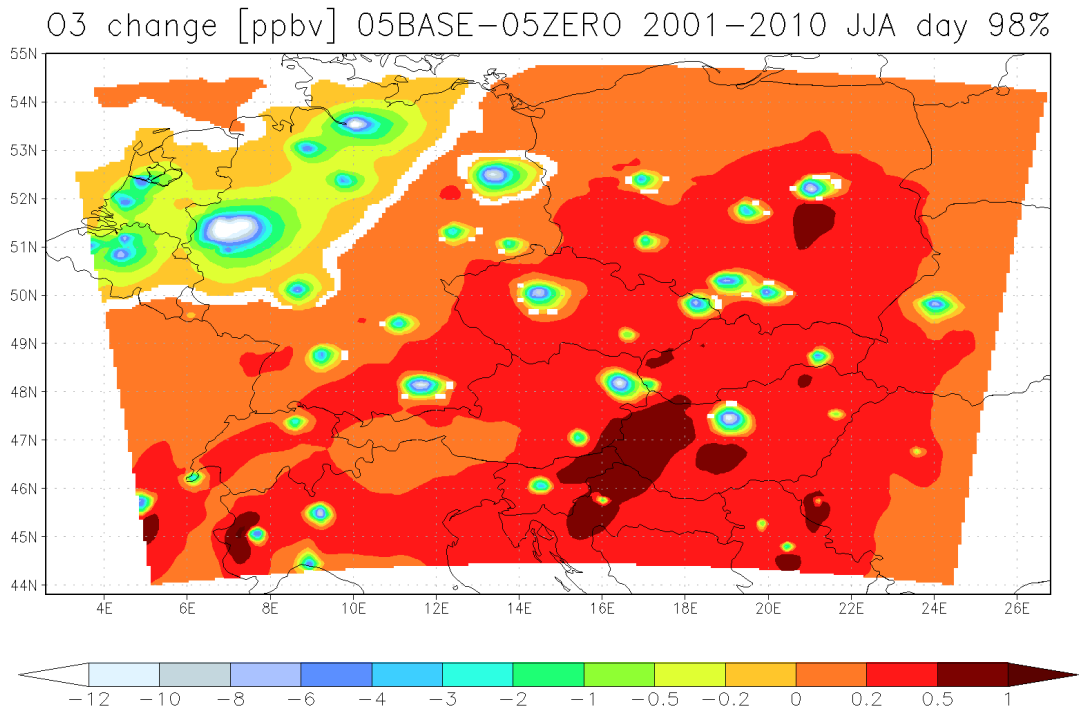 O3 change [ppbv] 05BASE−05ZERO 2001−2010 JJA day 98%
55N
54N
53N
52N
51N
50N
49N
48N
47N
46N
45N
44N
4E 6E 8E 10E 12E 14E 16E 18E 20E 22E 24E 26E
−12 −10 −8 −6 −4 −3 −2 −1 −0.5 −0.2 0 0.2 0.5 1